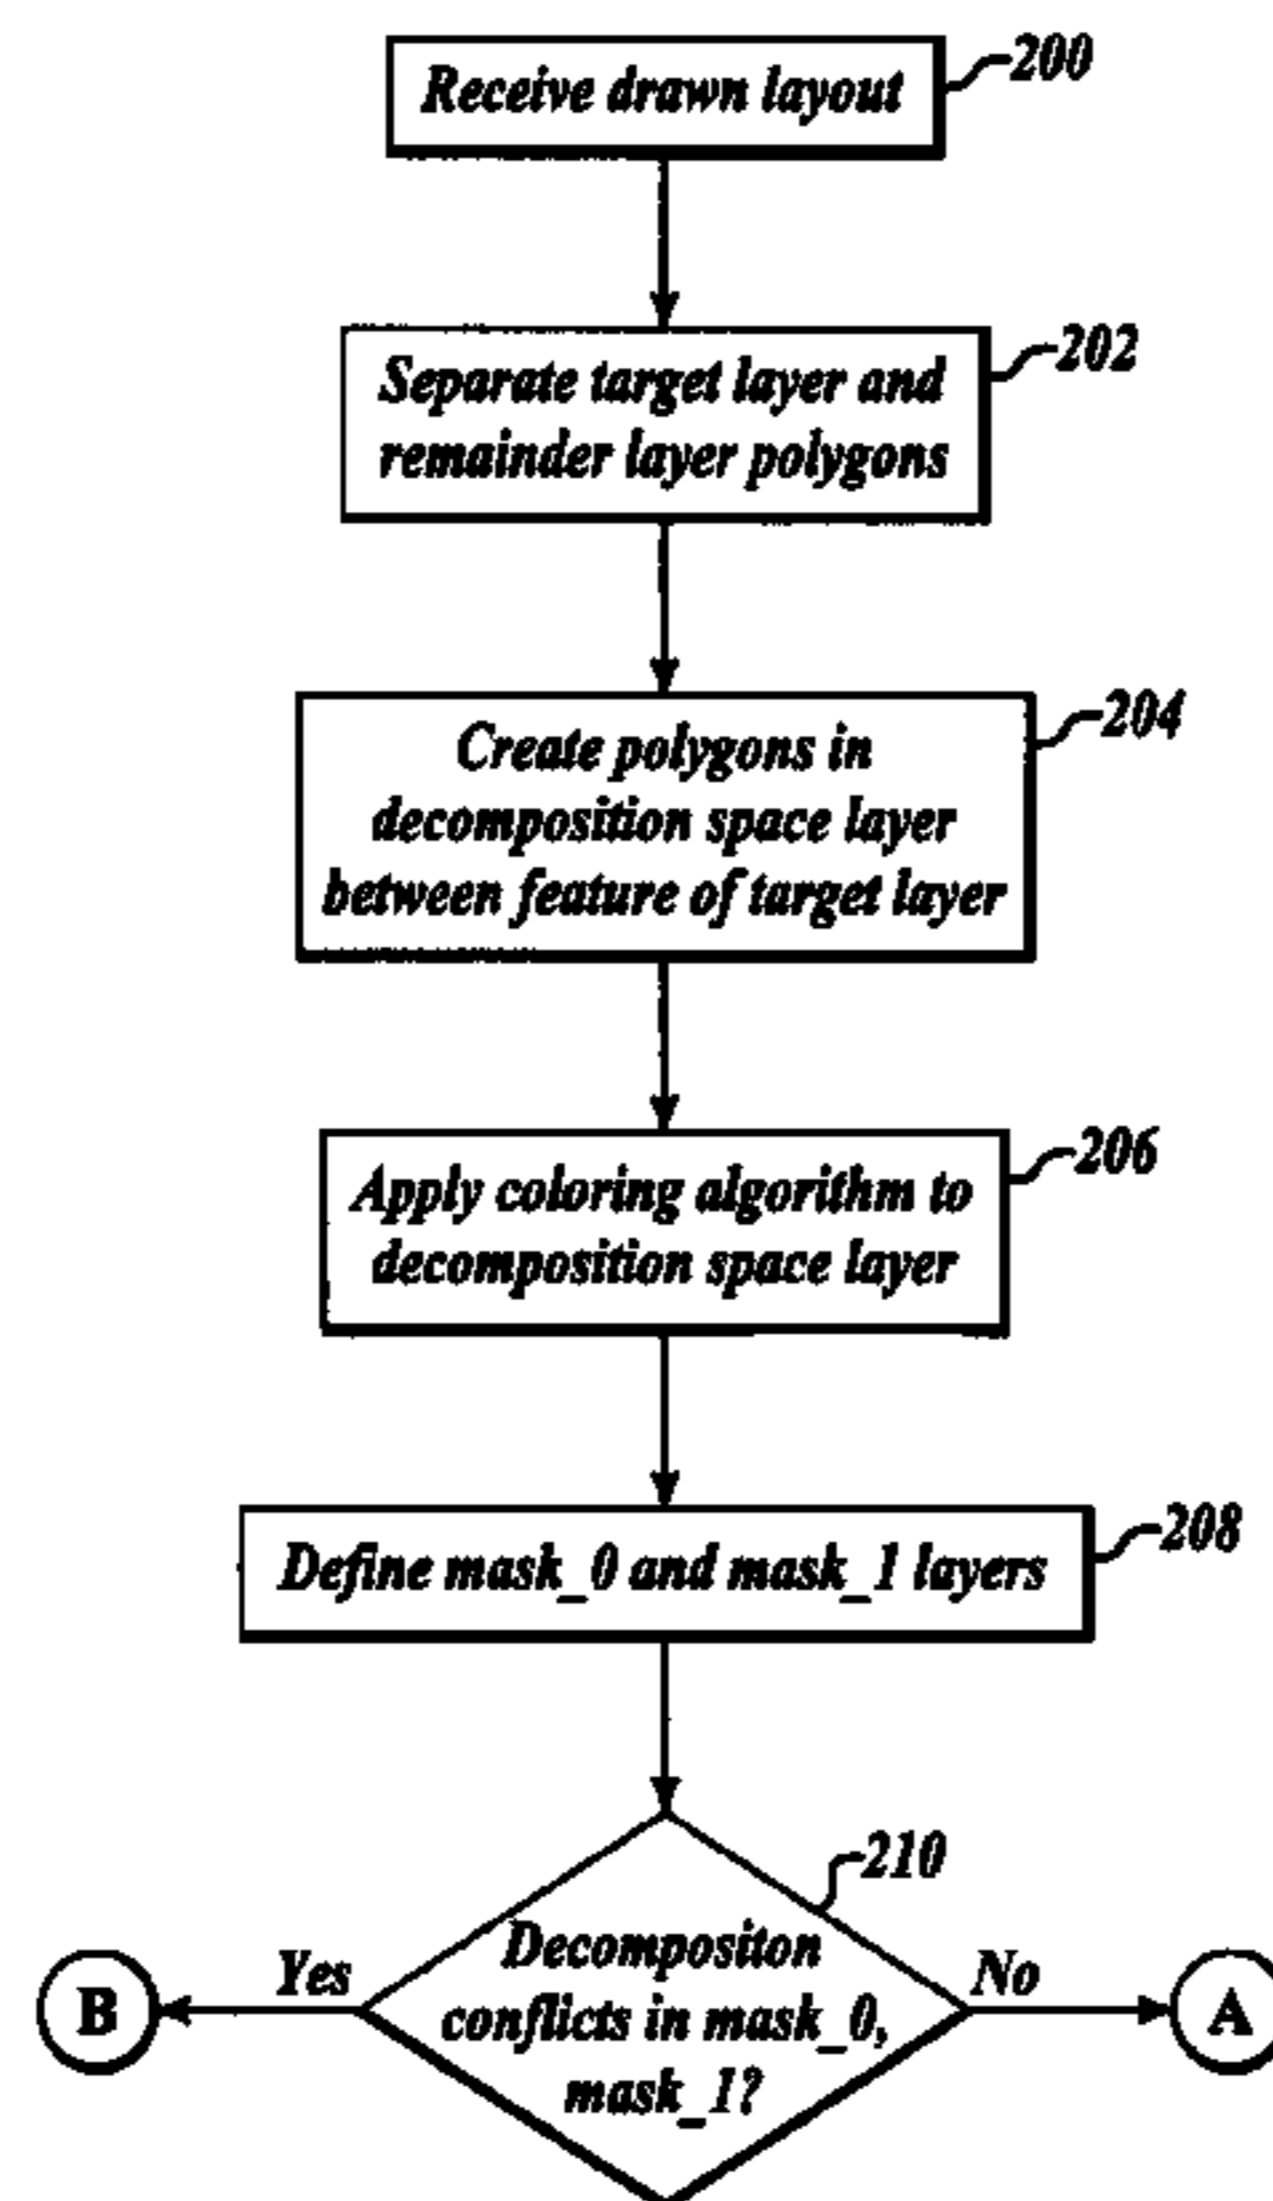 Receive drawn layout
200
Separate target layer and
remainder layer polygons
202
Create polygons in
decomposition space layer
between feature of target layer
204
Apply coloring algorithm to
decomposition space layer
206
Define mask_0 and mask_1 layers
208
210
Decompositon
conflicts in mask_0,
mask_1?
Yes
No
B
A